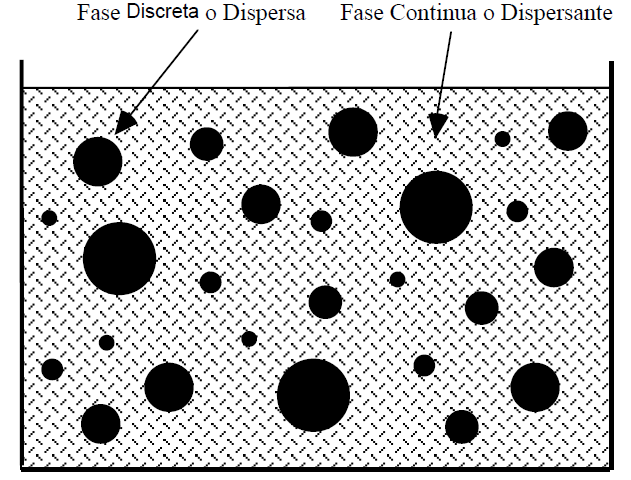 Fase Discreta o Dispersa
Fase Continua o Dispersante